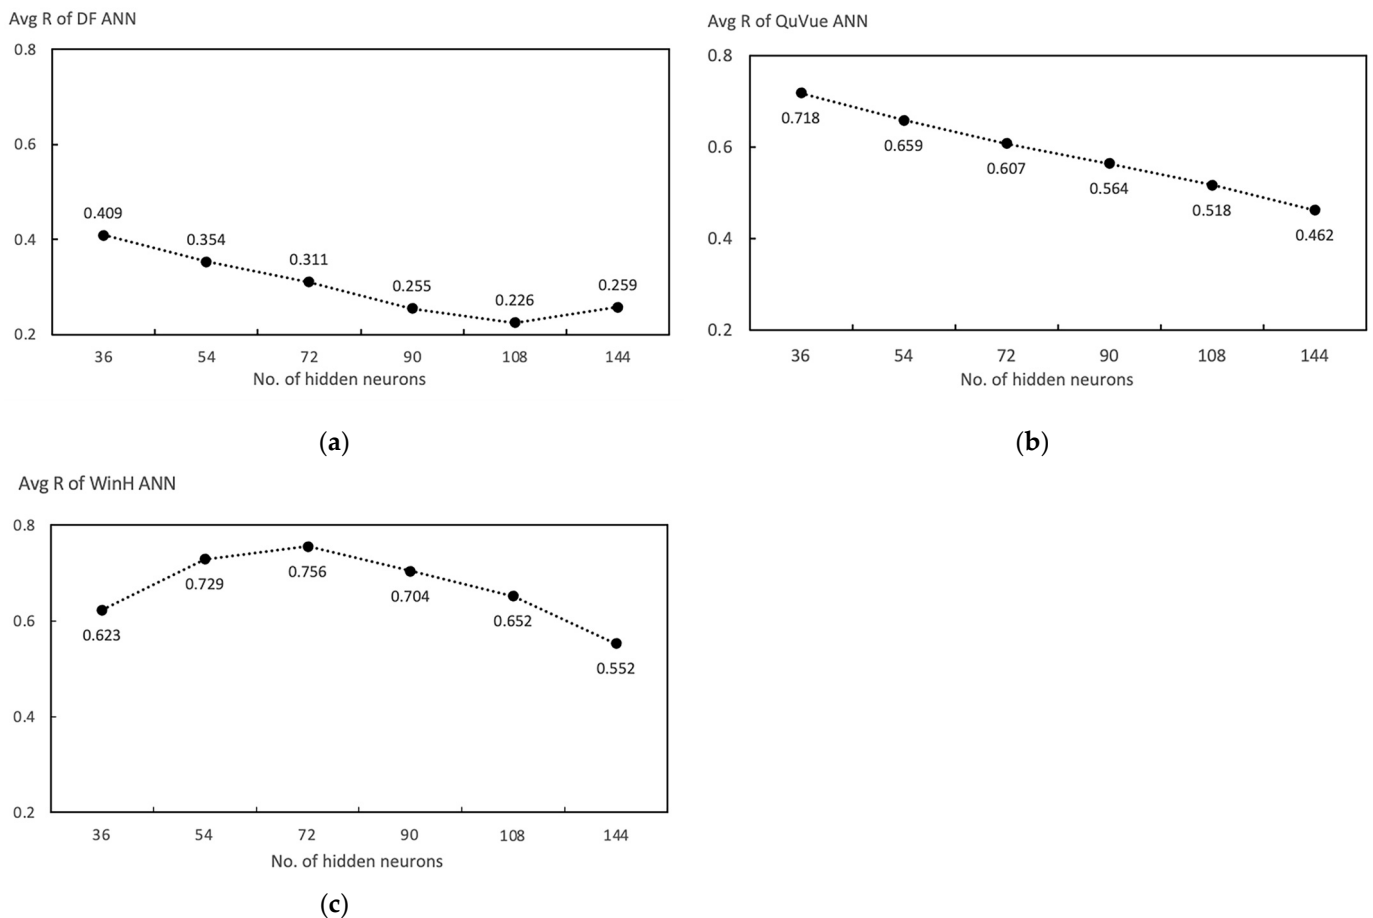 Avg R of DF ANN
0.8
0.6
0.4
0.2
0.409
0.354
0.311
0.255
0.226
0.259
36 54 72 90 108 144
No. of hidden neurons
(a)
Avg R of QuVue ANN
0.8
0.6
0.4
0.2
0.718
0.659
0.607
0.564
0.518
0.462
36 54 72 90 108 144
No. of hidden neurons
(b)
Avg R of WinH ANN
0.8
0.6
0.4
0.2
0.623
0.729
0.756
0.704
0.652
0.552
36 54 72 90 108 144
No. of hidden neurons
(c)